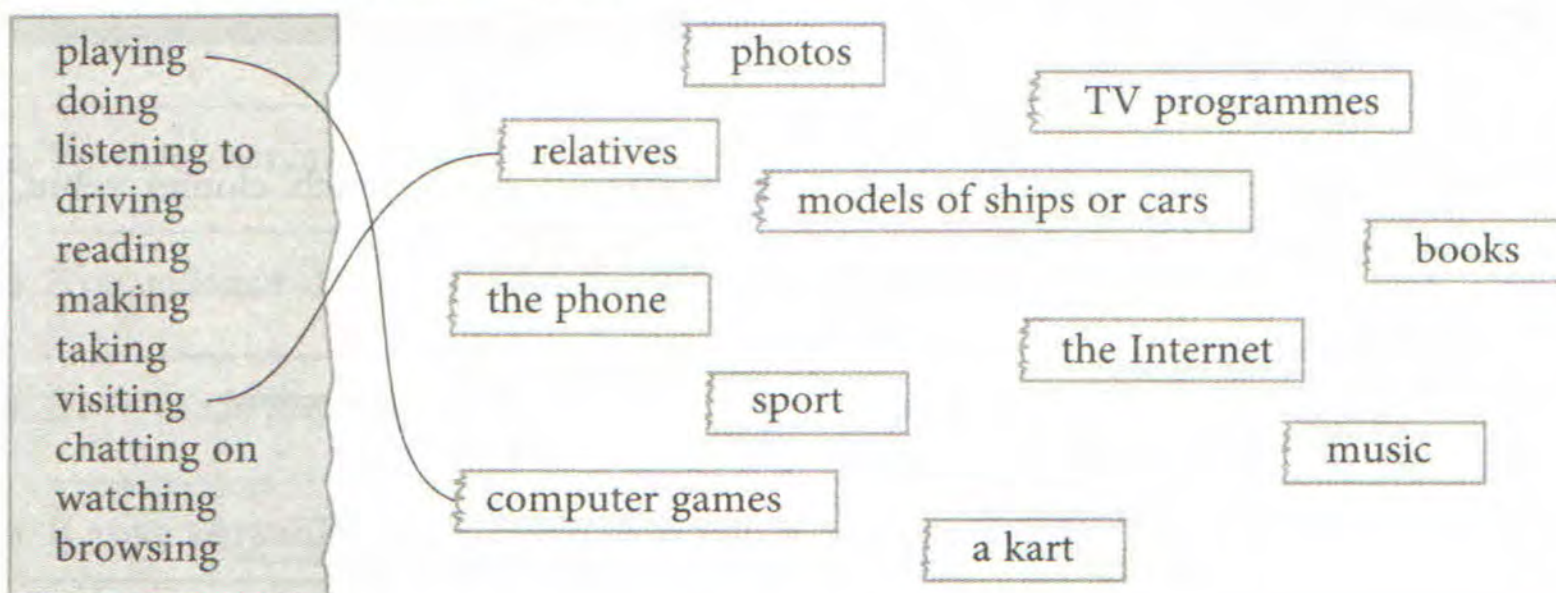 playing
doing
listening to
driving
reading
making
taking
visiting
chatting on
watching
browsing
photos
TV programmes
relatives
models of ships or cars
books
the phone
the Internet
sport
music
computer games
a kart